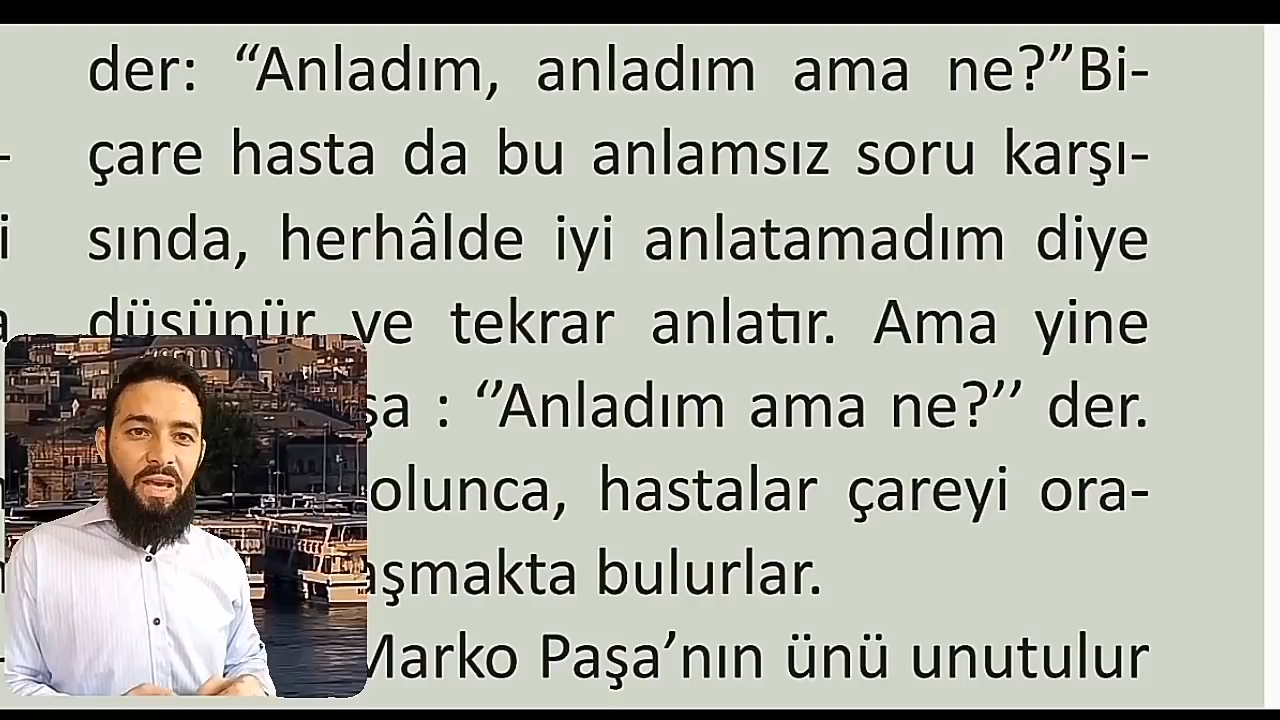 der: “Anladım, anladım ama ne?”Bi-
çare hasta da bu anlamsız soru karşı-
sında, herhâlde iyi anlatamadım diye
düşünür ve tekrar anlatır. Ama yine
şa : ‘’Anladım ama ne?’’ der.
olunca, hastalar çareyi ora-
aşmakta bulurlar.
Marko Paşa’nın ünü unutulur